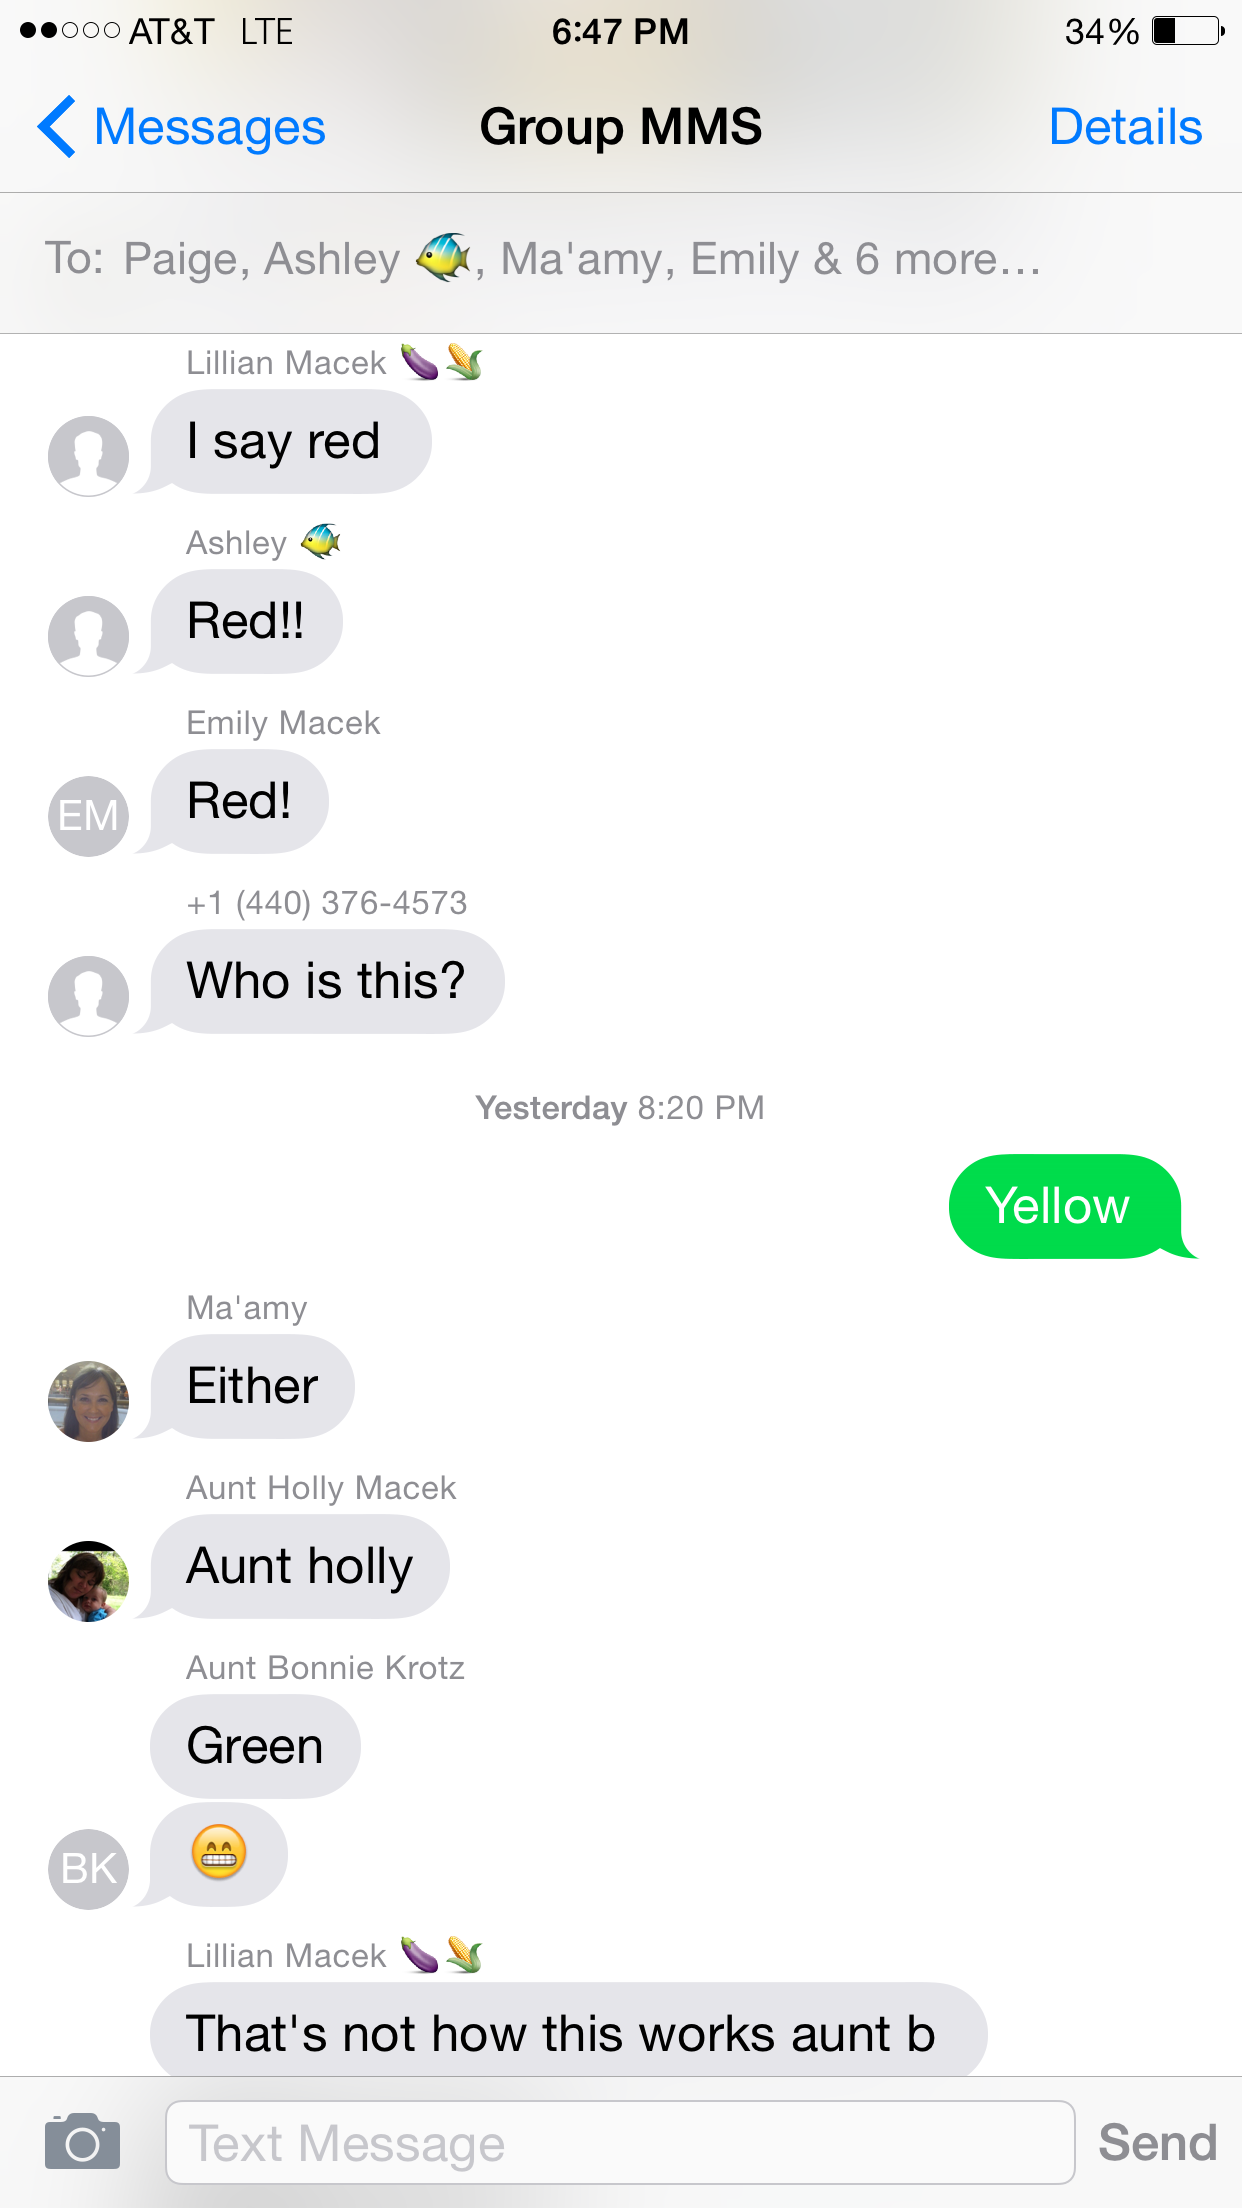 AT&T LTE 6:47 PM 34%
Messages Group MMS Details
To: Paige, Ashley 🐠, Ma'amy, Emily & 6 more...
Lillian Macek 🍆🌽
I say red
Ashley 🐠
Red!!
Emily Macek
EM Red!
+1 (440) 376-4573
Who is this?
Yesterday 8:20 PM
Yellow
Ma'amy
Either
Aunt Holly Macek
Aunt holly
Aunt Bonnie Krotz
Green
BK 😁
Lillian Macek 🍆🌽
That's not how this works aunt b
Text Message Send